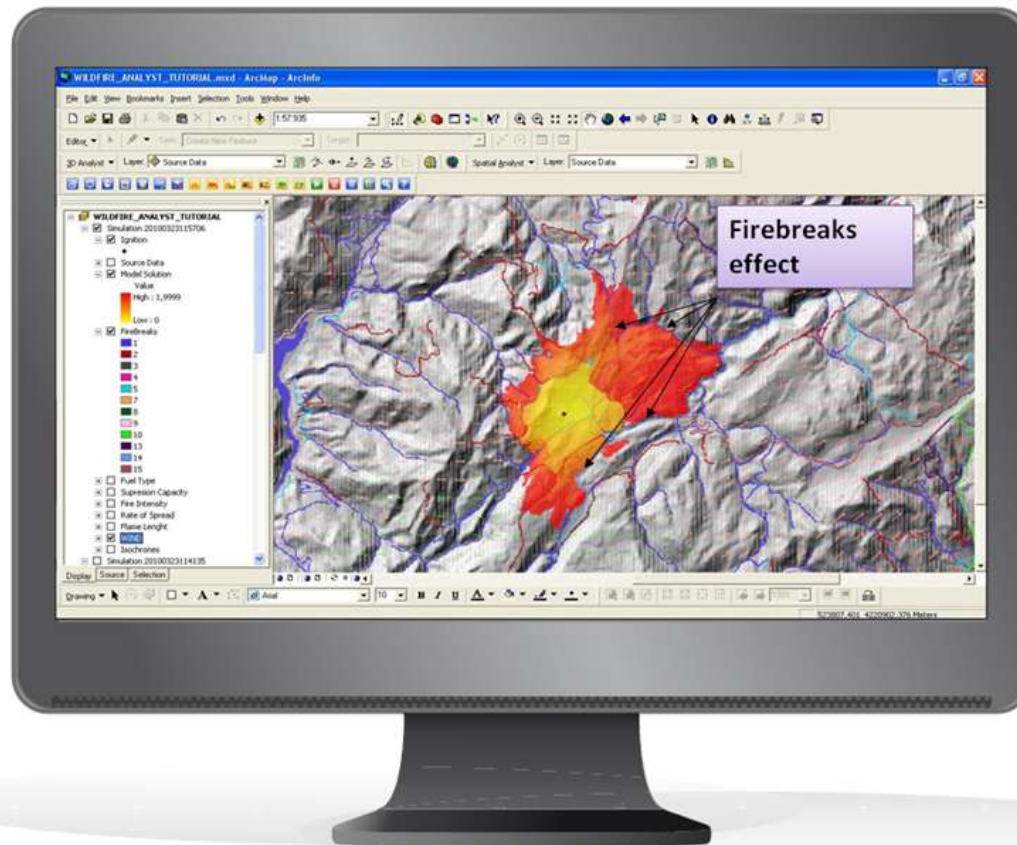 WILDFIRE_ANALYST_TUTORIAL.mxd - ArcMap - ArcInfo
File Edit View Bookmarks Insert Selection Tools Window Help
1:57.935
Editor Task: Create New Feature Target:
3D Analyst Layer: Source Data Spatial Analyst Layer: Source Data
WILDFIRE_ANALYST_TUTORIAL
Simulation 20100323115706
Ignition
Source Data
Model Solution
Value
High : 1,9999
Low : 0
FireBreaks
1
2
3
4
5
7
8
9
10
13
14
15
Fuel Type
Supression Capacity
Fire Intensity
Rate of Spread
Flame Lenght
WIND
Isochrones
Simulation 20100323114135
Firebreaks
effect
Display Source Selection
Drawing Arial 10 B I U A 100%
523807,401 4220902,376 Meters